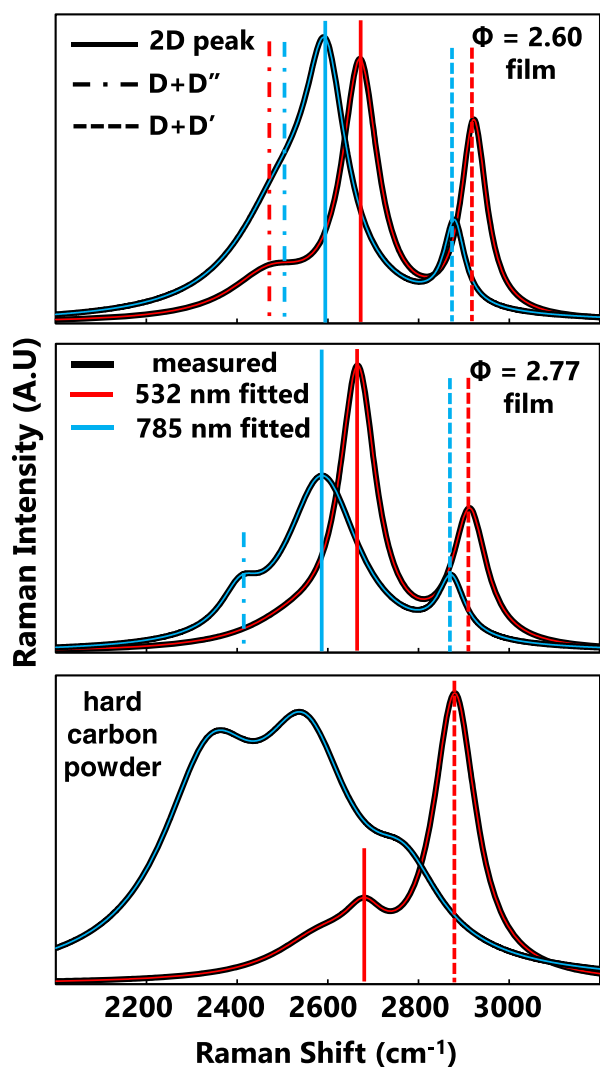 2D peak
D+D″
D+D′
Φ = 2.60
film
measured
532 nm fitted
785 nm fitted
Φ = 2.77
film
hard
carbon
powder
Raman Intensity (A.U)
2200 2400 2600 2800 3000
Raman Shift (cm⁻¹)